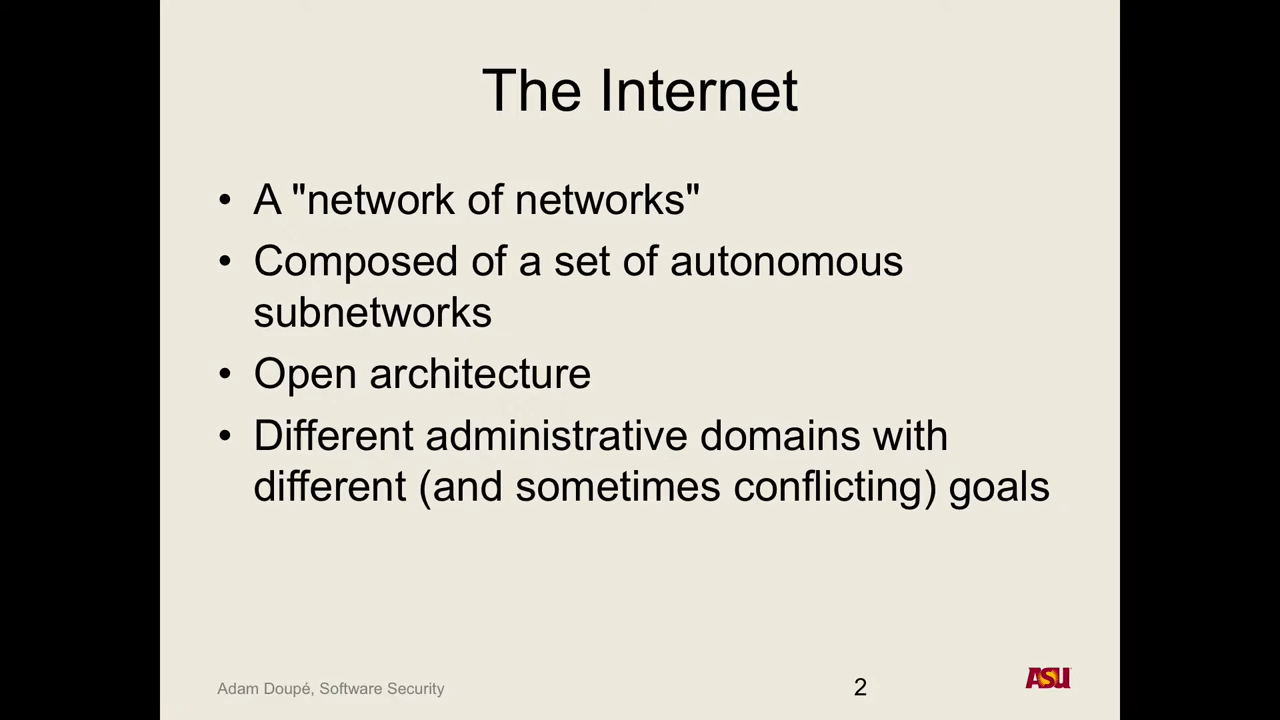 The Internet
• A "network of networks"
• Composed of a set of autonomous
subnetworks
• Open architecture
• Different administrative domains with
different (and sometimes conflicting) goals
Adam Doupé, Software Security
2
ASU